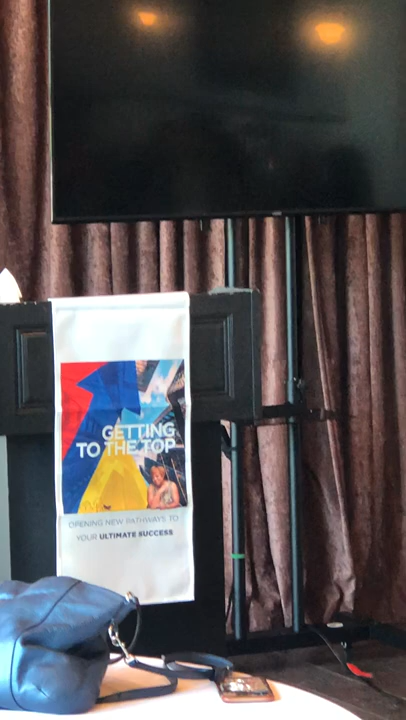 GETTING
TO THE TOP
OPENING NEW PATHWAYS TO
YOUR ULTIMATE SUCCESS